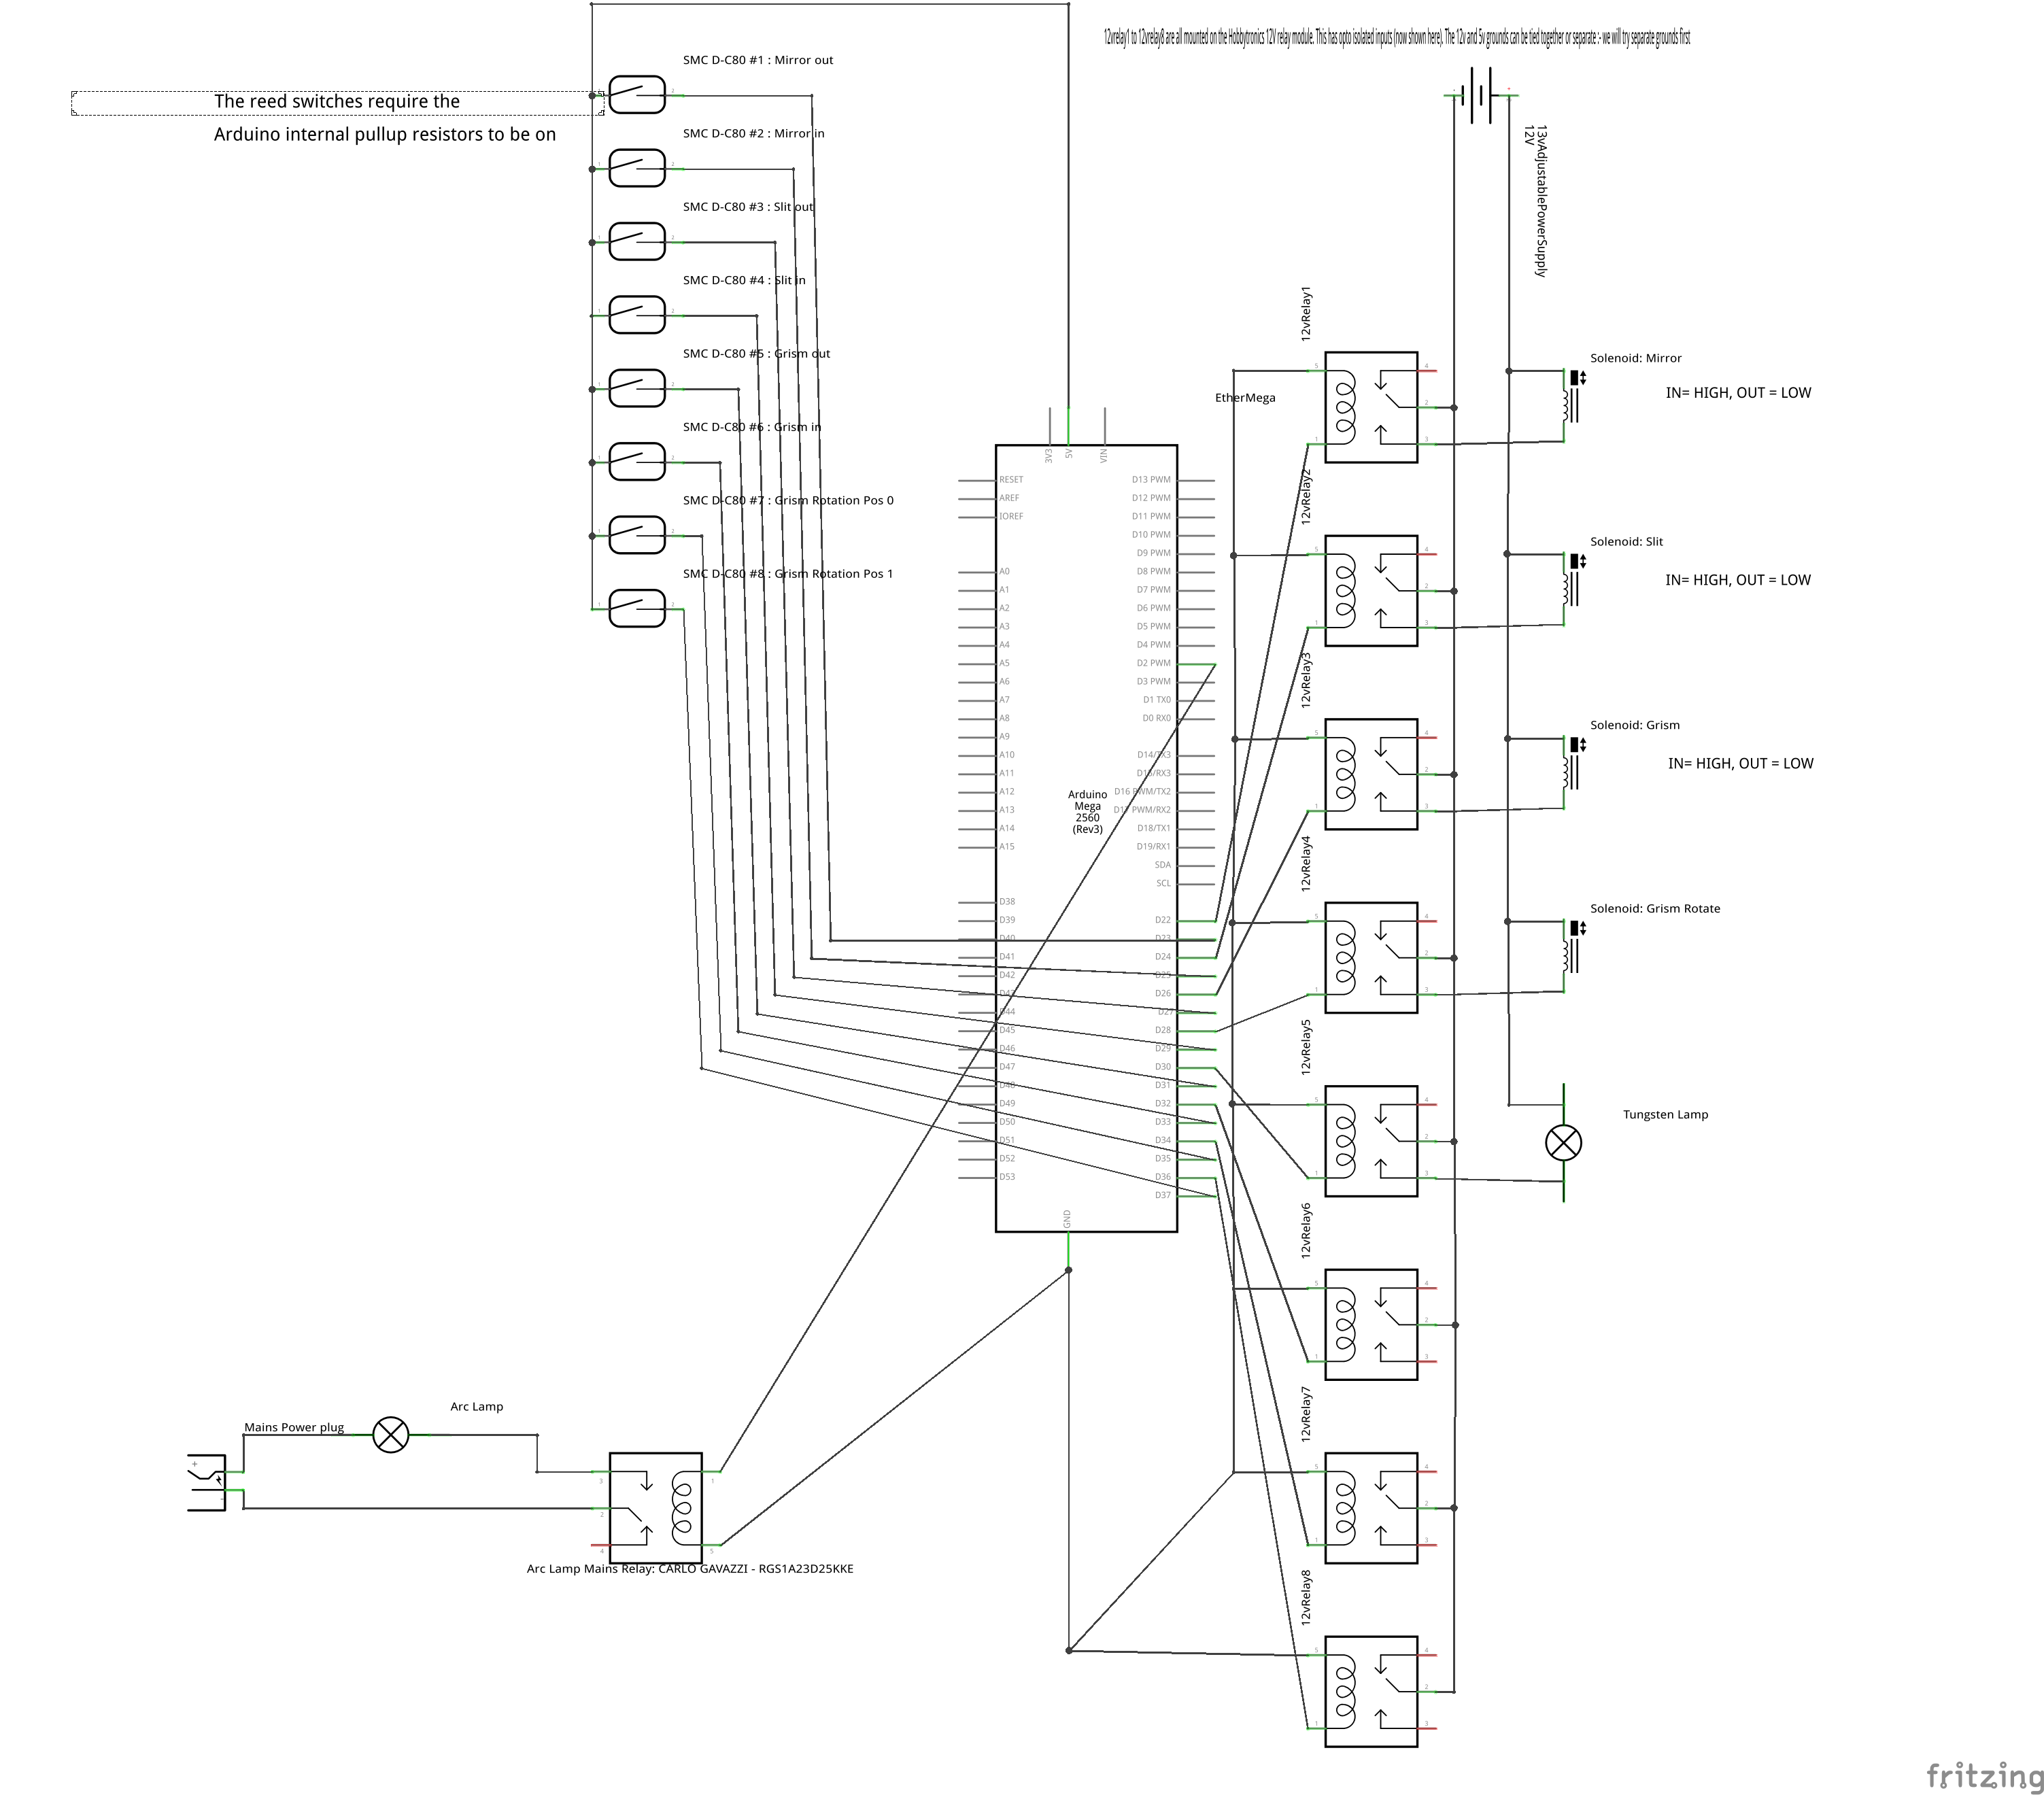 12vrelay1 to 12vrelay8 are all mounted on the Hobbytronics 12V relay module. This has opto isolated inputs (now shown here). The 12v and 5v grounds can be tied together or separate :- we will try separate grounds first
SMC D-C80 #1 : Mirror out
The reed switches require the
Arduino internal pullup resistors to be on
SMC D-C80 #2 : Mirror in
SMC D-C80 #3 : Slit out
SMC D-C80 #4 : Slit in
SMC D-C80 #5 : Grism out
SMC D-C80 #6 : Grism in
SMC D-C80 #7 : Grism Rotation Pos 0
SMC D-C80 #8 : Grism Rotation Pos 1
13vAdjustablePowerSupply
12V
EtherMega
3V3
5V
VIN
RESET
AREF
IOREF
A0
A1
A2
A3
A4
A5
A6
A7
A8
A9
A10
A11
A12
A13
A14
A15
D38
D39
D40
D41
D42
D43
D44
D45
D46
D47
D48
D49
D50
D51
D52
D53
Arduino
Mega
2560
(Rev3)
D13 PWM
D12 PWM
D11 PWM
D10 PWM
D9 PWM
D8 PWM
D7 PWM
D6 PWM
D5 PWM
D4 PWM
D2 PWM
D3 PWM
D1 TX0
D0 RX0
D14/TX3
D15/RX3
D16 PWM/TX2
D17 PWM/RX2
D18/TX1
D19/RX1
SDA
SCL
D22
D23
D24
D25
D26
D27
D28
D29
D30
D31
D32
D33
D34
D35
D36
D37
GND
12vRelay1
12vRelay2
12vRelay3
12vRelay4
12vRelay5
12vRelay6
12vRelay7
12vRelay8
Solenoid: Mirror
IN= HIGH, OUT = LOW
Solenoid: Slit
IN= HIGH, OUT = LOW
Solenoid: Grism
IN= HIGH, OUT = LOW
Solenoid: Grism Rotate
Tungsten Lamp
Arc Lamp
Mains Power plug
Arc Lamp Mains Relay: CARLO GAVAZZI - RGS1A23D25KKE
fritzing